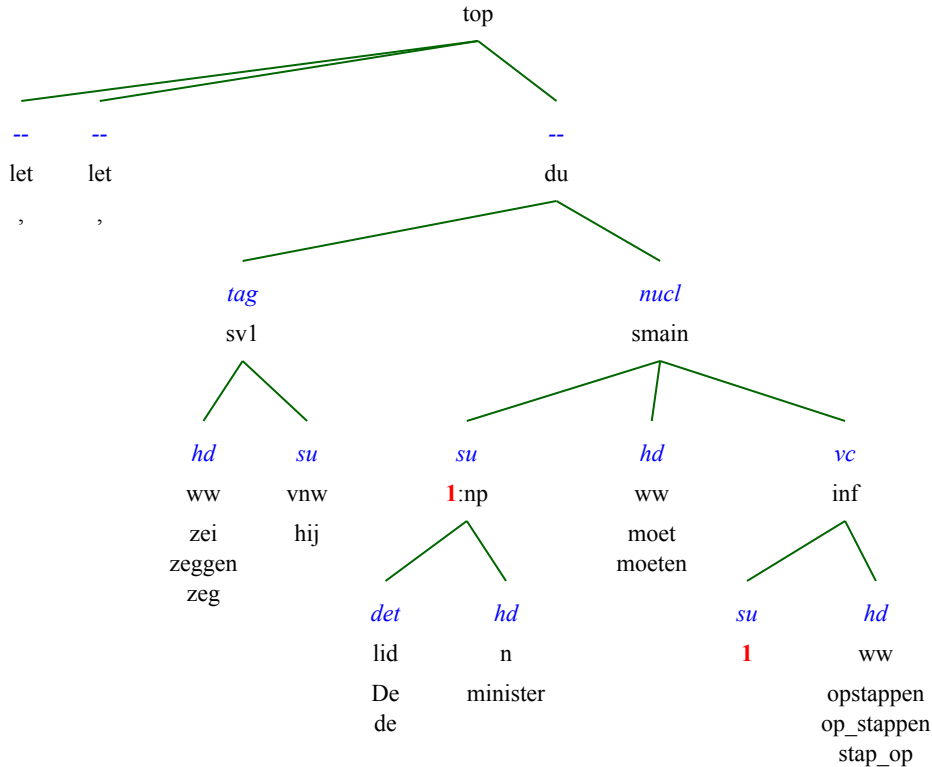 top
-- -- --
let let du
, ,
tag nucl
sv1 smain
hd su su hd vc
ww vnw 1:np ww inf
zei hij moet
zeggen moeten
zeg
det hd su hd
lid n 1 ww
De minister opstappen
de op_stappen
stap_op